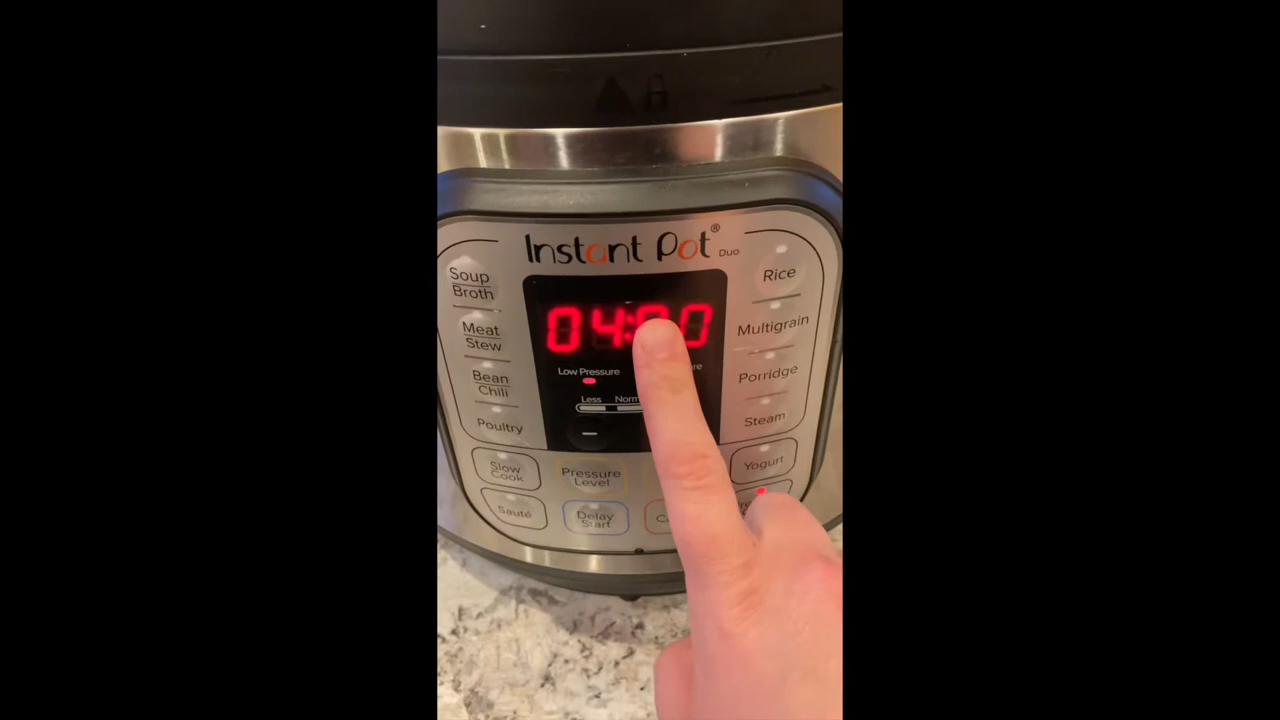 Instant Pot® Duo
Soup
Broth
Meat
Stew
Bean
Chili
Poultry
Slow
Cook
Sauté
Low Pressure
Less
Pressure
Level
Delay
Start
Rice
Multigrain
Porridge
Steam
Yogurt